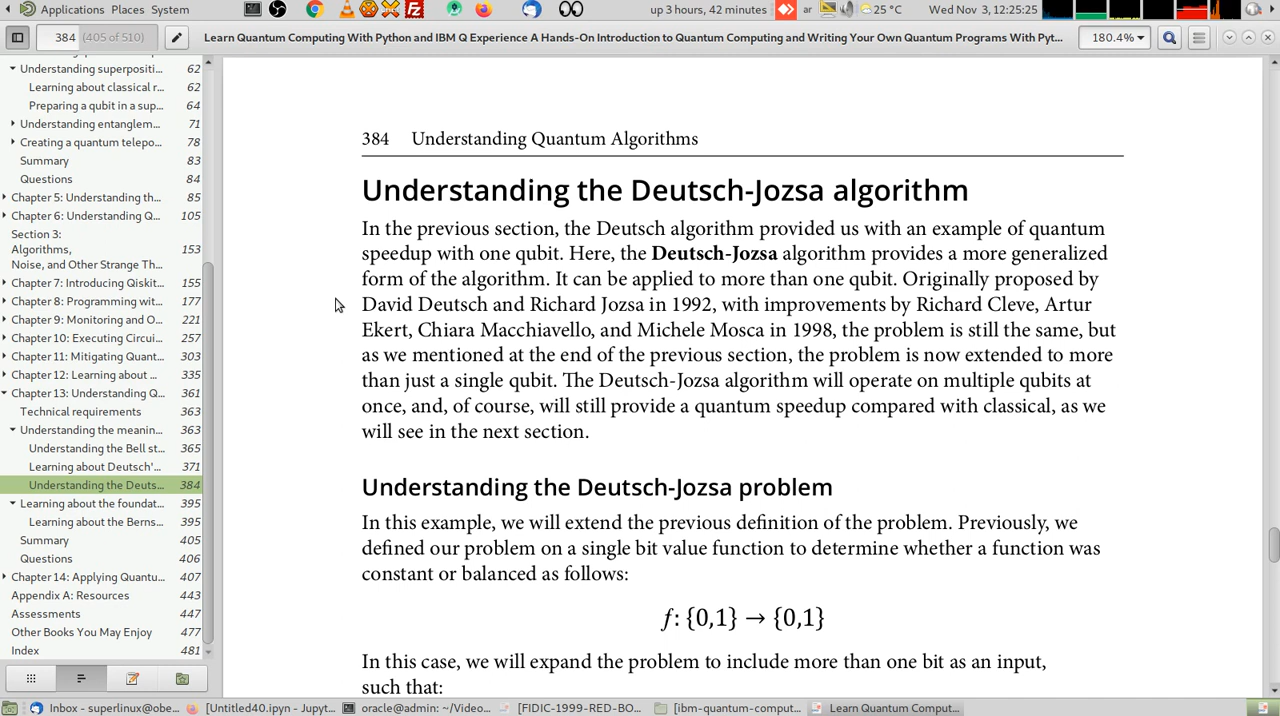 Applications Places System up 3 hours, 42 minutes ar 25 °C Wed Nov 3, 12:25:25
384 (405 of 510) Learn Quantum Computing With Python and IBM Q Experience A Hands-On Introduction to Quantum Computing and Writing Your Own Quantum Programs With Pyt... 180.4%
Understanding superpositi... 62
Learning about classical r... 62
Preparing a qubit in a sup... 64
Understanding entanglem... 71
Creating a quantum telepo... 78
Summary 83
Questions 84
Chapter 5: Understanding th... 85
Chapter 6: Understanding Q... 105
Section 3:
Algorithms, 153
Noise, and Other Strange Th...
Chapter 7: Introducing Qiskit... 155
Chapter 8: Programming wit... 177
Chapter 9: Monitoring and O... 221
Chapter 10: Executing Circui... 257
Chapter 11: Mitigating Quant... 303
Chapter 12: Learning about ... 335
Chapter 13: Understanding Q... 361
Technical requirements 363
Understanding the meanin... 363
Understanding the Bell st... 365
Learning about Deutsch'... 371
Understanding the Deuts... 384
Learning about the foundat... 395
Learning about the Berns... 395
Summary 405
Questions 406
Chapter 14: Applying Quantu... 407
Appendix A: Resources 443
Assessments 447
Other Books You May Enjoy 477
Index 481
384 Understanding Quantum Algorithms
Understanding the Deutsch-Jozsa algorithm
In the previous section, the Deutsch algorithm provided us with an example of quantum
speedup with one qubit. Here, the Deutsch-Jozsa algorithm provides a more generalized
form of the algorithm. It can be applied to more than one qubit. Originally proposed by
David Deutsch and Richard Jozsa in 1992, with improvements by Richard Cleve, Artur
Ekert, Chiara Macchiavello, and Michele Mosca in 1998, the problem is still the same, but
as we mentioned at the end of the previous section, the problem is now extended to more
than just a single qubit. The Deutsch-Jozsa algorithm will operate on multiple qubits at
once, and, of course, will still provide a quantum speedup compared with classical, as we
will see in the next section.
Understanding the Deutsch-Jozsa problem
In this example, we will extend the previous definition of the problem. Previously, we
defined our problem on a single bit value function to determine whether a function was
constant or balanced as follows:
f: {0,1} → {0,1}
In this case, we will expand the problem to include more than one bit as an input,
such that:
Inbox - superlinux@obe... [Untitled40.ipyn - Jupyt... oracle@admin: ~/Video... [FIDIC-1999-RED-BO... [ibm-quantum-comput... Learn Quantum Comput...